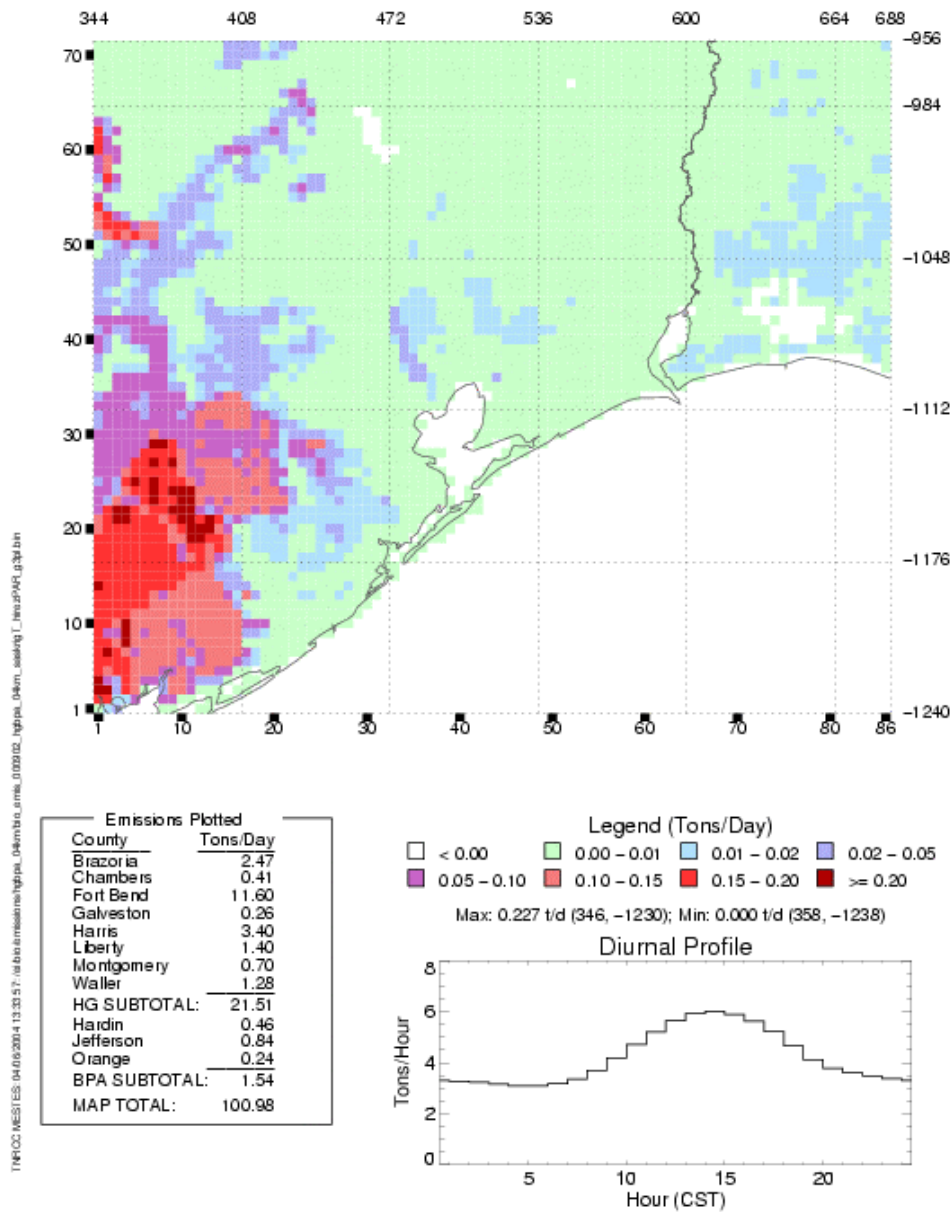 344 408 472 536 600 664 688
70
60
50
40
30
20
10
1
-956
-984
-1048
-1112
-1176
-1240
1 10 20 30 40 50 60 70 80 86
Emissions Plotted
County Tons/Day
Brazoria 2.47
Chambers 0.41
Fort Bend 11.60
Galveston 0.26
Harris 3.40
Liberty 1.40
Montgomery 0.70
Waller 1.28
HG SUBTOTAL: 21.51
Hardin 0.46
Jefferson 0.84
Orange 0.24
BPA SUBTOTAL: 1.54
MAP TOTAL: 100.98
Legend (Tons/Day)
< 0.00 0.00 - 0.01 0.01 - 0.02 0.02 - 0.05
0.05 - 0.10 0.10 - 0.15 0.15 - 0.20 >= 0.20
Max: 0.227 t/d (346, -1230); Min: 0.000 t/d (358, -1238)
Diurnal Profile
Tons/Hour
8
6
4
2
0
5 10 15 20
Hour (CST)